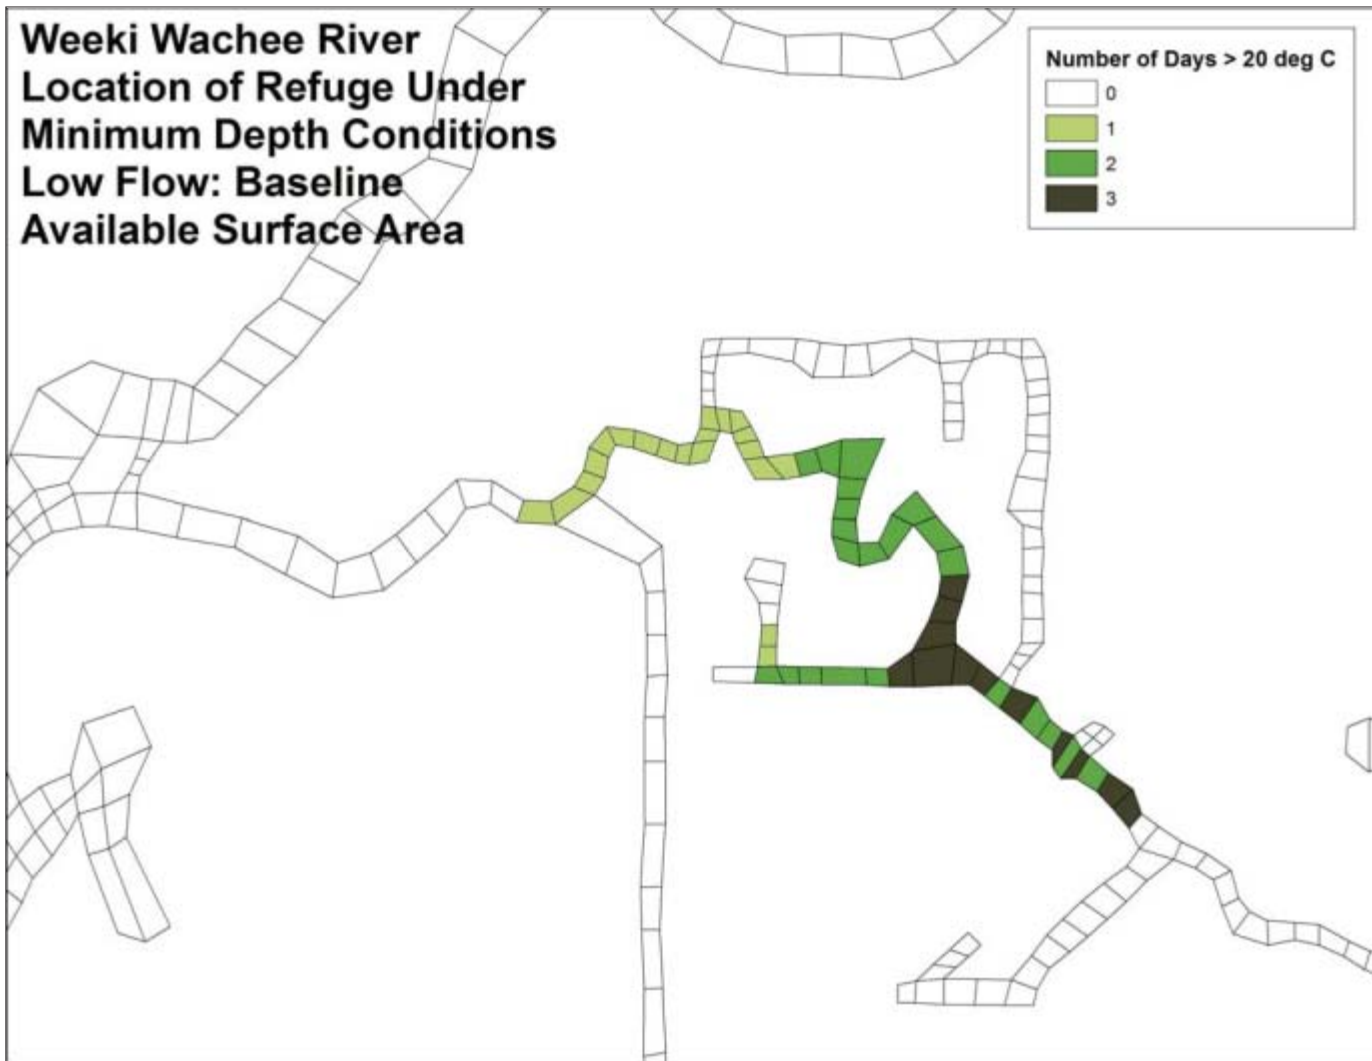 Weeki Wachee River
Location of Refuge Under
Minimum Depth Conditions
Low Flow: Baseline
Available Surface Area
Number of Days > 20 deg C
0
1
2
3